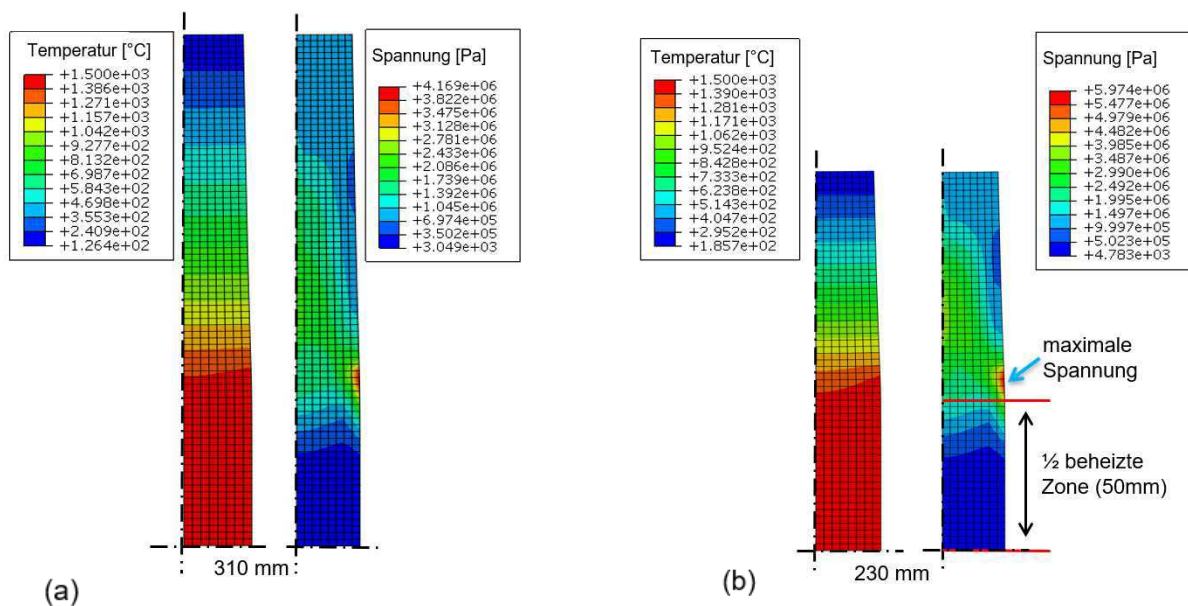 Temperatur [°C]
+1.500e+03
+1.386e+03
+1.271e+03
+1.157e+03
+1.042e+03
+9.277e+02
+8.132e+02
+6.987e+02
+5.843e+02
+4.698e+02
+3.553e+02
+2.409e+02
+1.264e+02
Spannung [Pa]
+4.169e+06
+3.822e+06
+3.475e+06
+3.128e+06
+2.781e+06
+2.433e+06
+2.086e+06
+1.739e+06
+1.392e+06
+1.045e+06
+6.974e+05
+3.502e+05
+3.049e+03
310 mm
(a)
Temperatur [°C]
+1.500e+03
+1.390e+03
+1.281e+03
+1.171e+03
+1.062e+03
+9.524e+02
+8.428e+02
+7.333e+02
+6.238e+02
+5.143e+02
+4.047e+02
+2.952e+02
+1.857e+02
Spannung [Pa]
+5.974e+06
+5.477e+06
+4.979e+06
+4.482e+06
+3.985e+06
+3.487e+06
+2.990e+06
+2.492e+06
+1.995e+06
+1.497e+06
+9.997e+05
+5.023e+05
+4.783e+03
maximale
Spannung
½ beheizte
Zone (50mm)
230 mm
(b)